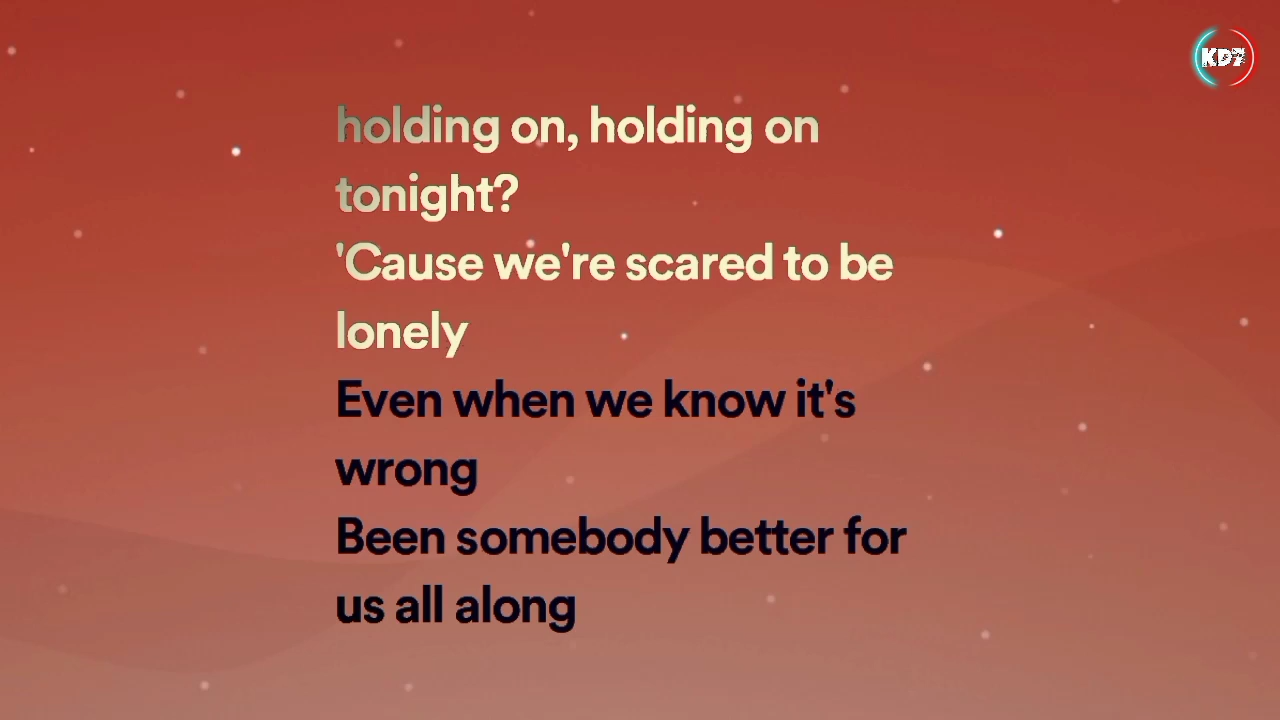 KD7
holding on, holding on
tonight?
'Cause we're scared to be
lonely
Even when we know it's
wrong
Been somebody better for
us all along